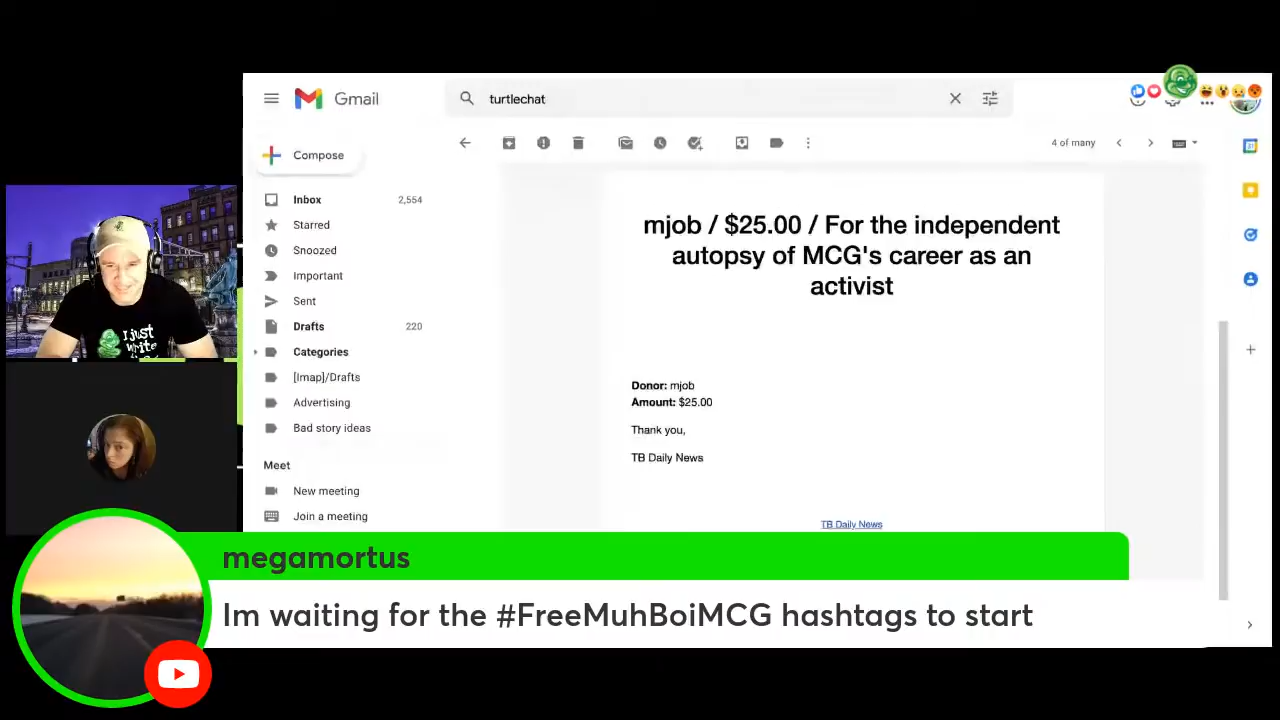 Gmail
turtlechat
Compose
4 of many
Inbox 2,554
Starred
Snoozed
Important
Sent
Drafts 220
Categories
[Imap]/Drafts
Advertising
Bad story ideas
Meet
New meeting
Join a meeting
mjob / $25.00 / For the independent
autopsy of MCG's career as an
activist
Donor: mjob
Amount: $25.00
Thank you,
TB Daily News
TB Daily News
I just
write
megamortus
Im waiting for the #FreeMuhBoiMCG hashtags to start